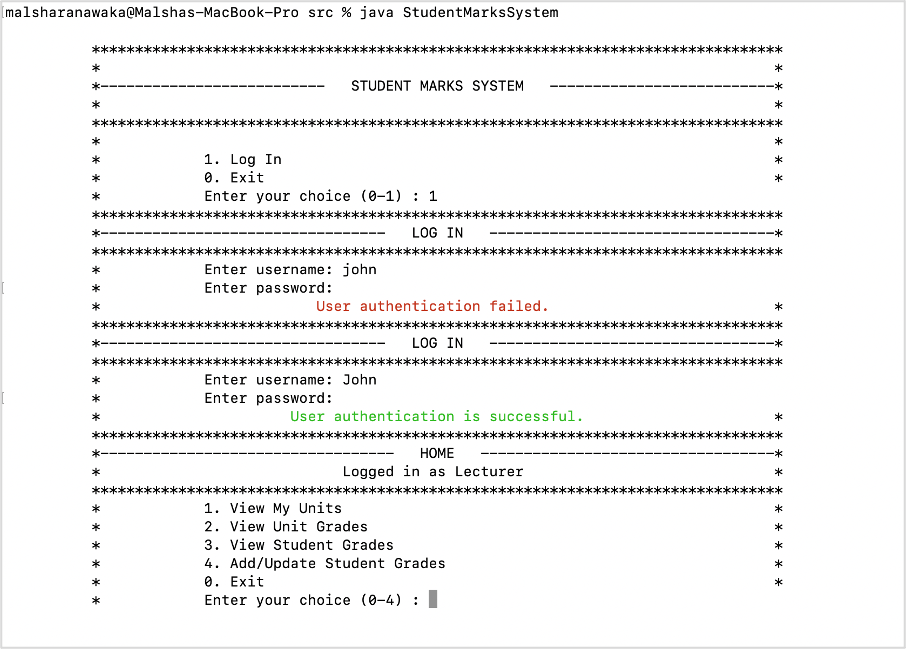 malsharanawaka@Malshas-MacBook-Pro src % java StudentMarksSystem
********************************************************************************
* *
*-------------------------- STUDENT MARKS SYSTEM --------------------------*
* *
********************************************************************************
* *
* 1. Log In *
* 0. Exit *
* Enter your choice (0-1) : 1
********************************************************************************
*--------------------------------- LOG IN ---------------------------------*
********************************************************************************
* Enter username: john
* Enter password:
* User authentication failed. *
********************************************************************************
*--------------------------------- LOG IN ---------------------------------*
********************************************************************************
* Enter username: John
* Enter password:
* User authentication is successful. *
********************************************************************************
*---------------------------------- HOME ----------------------------------*
* Logged in as Lecturer *
********************************************************************************
* 1. View My Units *
* 2. View Unit Grades *
* 3. View Student Grades *
* 4. Add/Update Student Grades *
* 0. Exit *
* Enter your choice (0-4) :